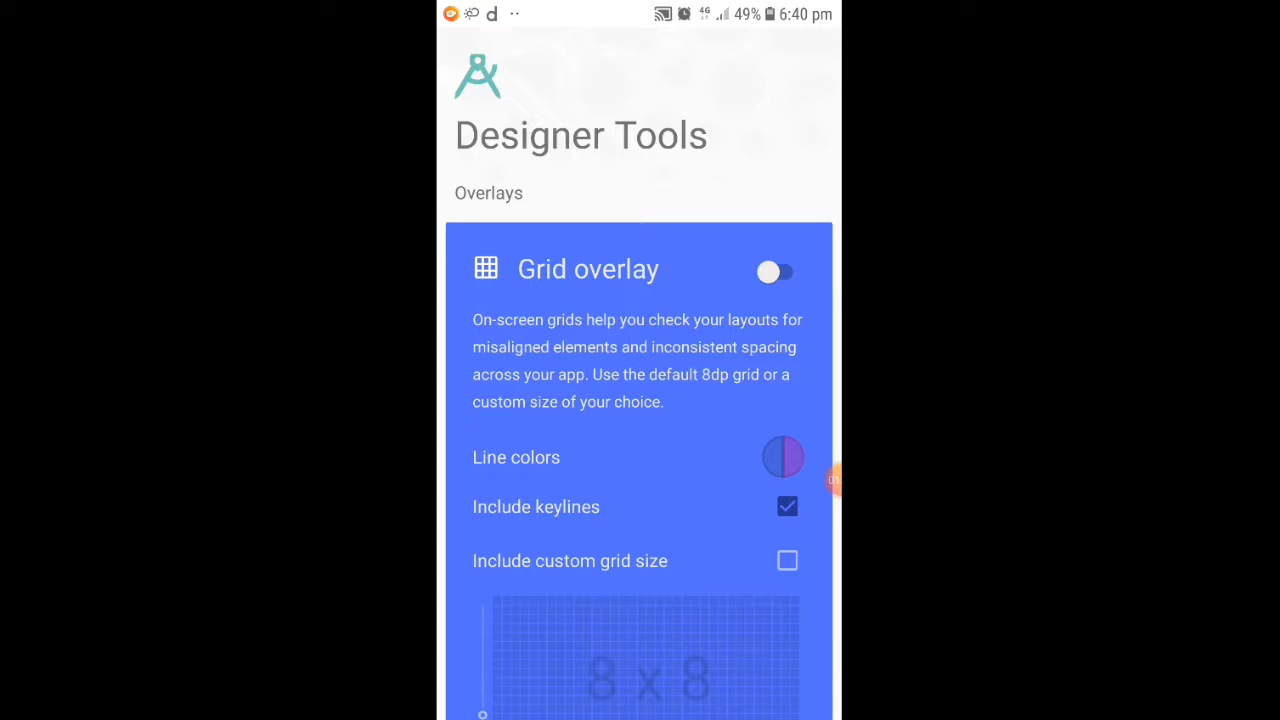 d 4G 49% 6:40 pm
Designer Tools
Overlays
Grid overlay
On-screen grids help you check your layouts for
misaligned elements and inconsistent spacing
across your app. Use the default 8dp grid or a
custom size of your choice.
Line colors
01
Include keylines
Include custom grid size
8 x 8